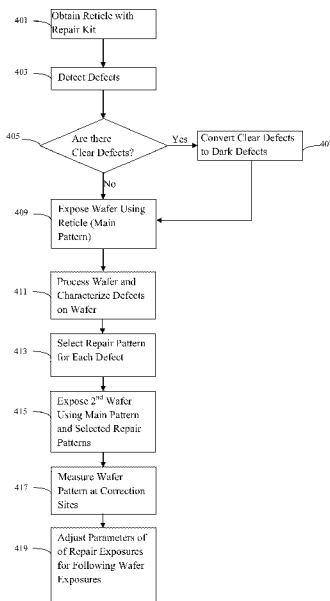 401
Obtain Reticle with
Repair Kit
403
Detect Defects
405
Are there
Clear Defects?
Yes
Convert Clear Defects
to Dark Defects
No
409
Expose Wafer Using
Reticle (Main
Pattern)
411
Process Wafer and
Characterize Defects
on Wafer
413
Select Repair Pattern
for Each Defect
415
Expose 2nd Wafer
Using Main Pattern
and Selected Repair
Patterns
417
Measure Wafer
Pattern at Correction
Sites
419
Adjust Parameters of
of Repair Exposures
for Following Wafer
Exposures